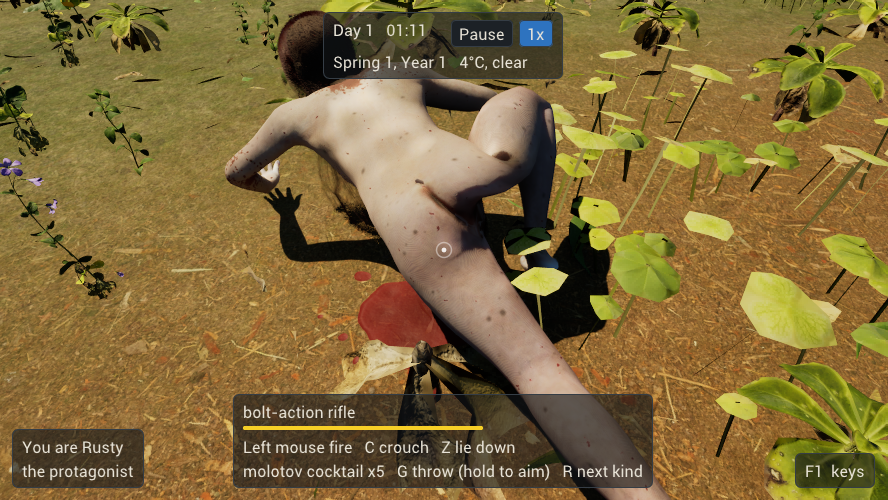 Day 1 01:11 Pause 1x
Spring 1, Year 1 4°C, clear
bolt-action rifle
Left mouse fire C crouch Z lie down
molotov cocktail x5 G throw (hold to aim) R next kind
You are Rusty
the protagonist
F1 keys